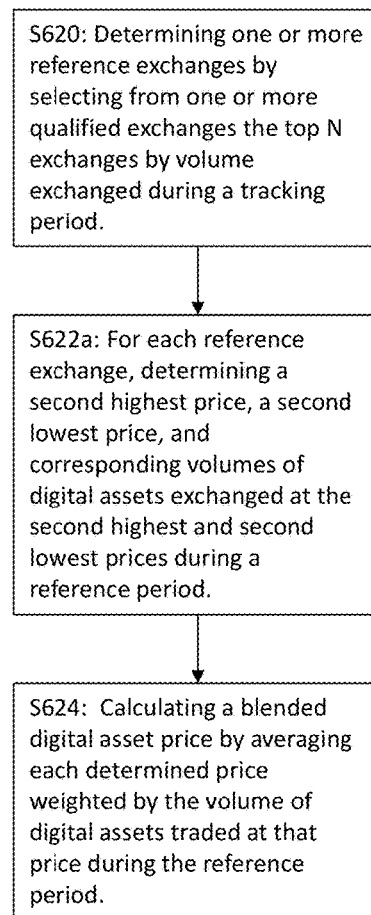 S620: Determining one or more
reference exchanges by
selecting from one or more
qualified exchanges the top N
exchanges by volume
exchanged during a tracking
period.
S622a: For each reference
exchange, determining a
second highest price, a second
lowest price, and
corresponding volumes of
digital assets exchanged at the
second highest and second
lowest prices during a
reference period.
S624: Calculating a blended
digital asset price by averaging
each determined price
weighted by the volume of
digital assets traded at that
price during the reference
period.